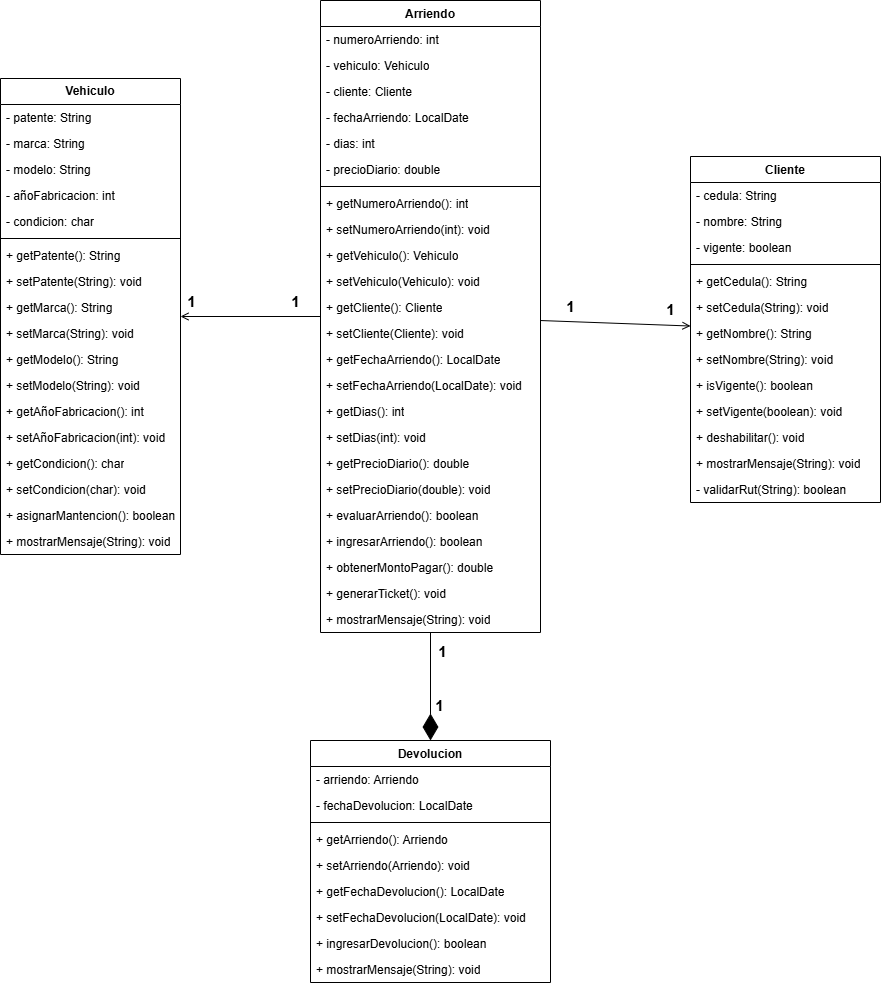 Arriendo
- numeroArriendo: int
- vehiculo: Vehiculo
- cliente: Cliente
- fechaArriendo: LocalDate
- dias: int
- precioDiario: double
+ getNumeroArriendo(): int
+ setNumeroArriendo(int): void
+ getVehiculo(): Vehiculo
+ setVehiculo(Vehiculo): void
+ getCliente(): Cliente
+ setCliente(Cliente): void
+ getFechaArriendo(): LocalDate
+ setFechaArriendo(LocalDate): void
+ getDias(): int
+ setDias(int): void
+ getPrecioDiario(): double
+ setPrecioDiario(double): void
+ evaluarArriendo(): boolean
+ ingresarArriendo(): boolean
+ obtenerMontoPagar(): double
+ generarTicket(): void
+ mostrarMensaje(String): void
Vehiculo
- patente: String
- marca: String
- modelo: String
- añoFabricacion: int
- condicion: char
+ getPatente(): String
+ setPatente(String): void
+ getMarca(): String
+ setMarca(String): void
+ getModelo(): String
+ setModelo(String): void
+ getAñoFabricacion(): int
+ setAñoFabricacion(int): void
+ getCondicion(): char
+ setCondicion(char): void
+ asignarMantencion(): boolean
+ mostrarMensaje(String): void
1
1
1
1
Cliente
- cedula: String
- nombre: String
- vigente: boolean
+ getCedula(): String
+ setCedula(String): void
+ getNombre(): String
+ setNombre(String): void
+ isVigente(): boolean
+ setVigente(boolean): void
+ deshabilitar(): void
+ mostrarMensaje(String): void
- validarRut(String): boolean
1
1
Devolucion
- arriendo: Arriendo
- fechaDevolucion: LocalDate
+ getArriendo(): Arriendo
+ setArriendo(Arriendo): void
+ getFechaDevolucion(): LocalDate
+ setFechaDevolucion(LocalDate): void
+ ingresarDevolucion(): boolean
+ mostrarMensaje(String): void